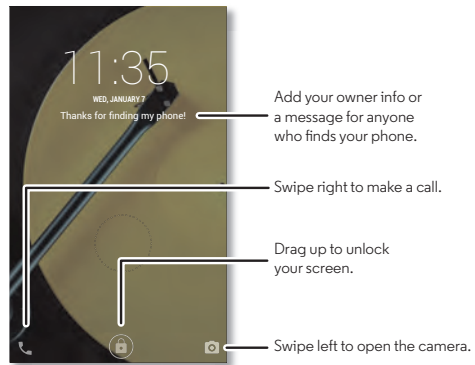 11:35
WED, JANUARY 7
Thanks for finding my phone!
Add your owner info or
a message for anyone
who finds your phone.
Swipe right to make a call.
Drag up to unlock
your screen.
Swipe left to open the camera.